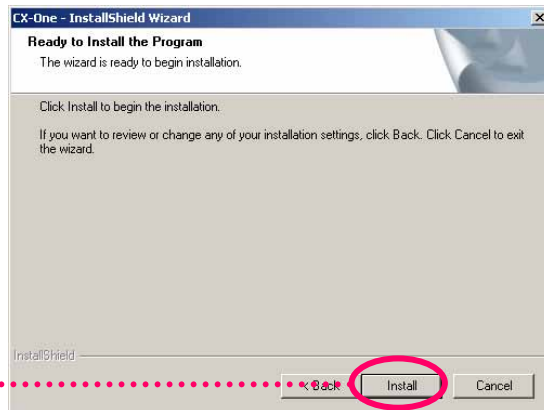 CX-One - InstallShield Wizard
Ready to Install the Program
The wizard is ready to begin installation.
Click Install to begin the installation.
If you want to review or change any of your installation settings, click Back. Click Cancel to exit
the wizard.
InstallShield
< Back Install Cancel